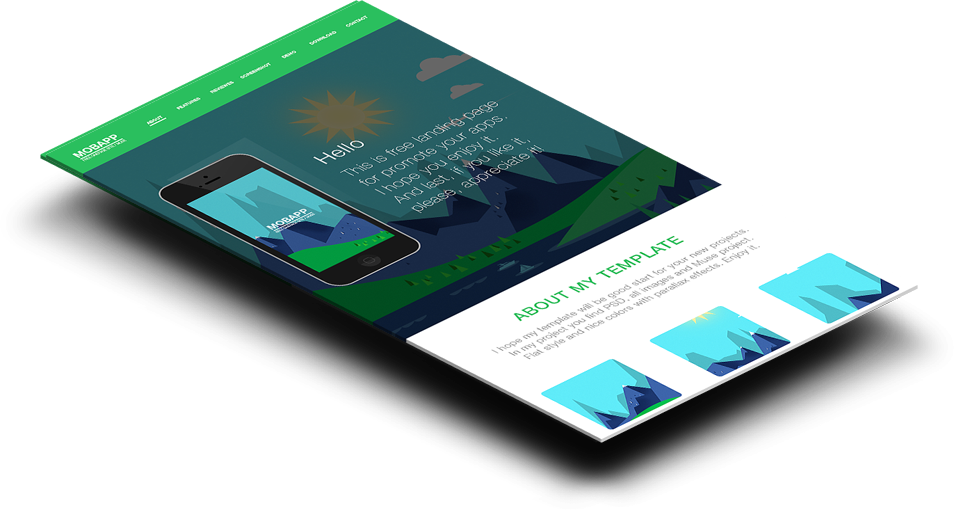 MOBAPP
ABOUT
FEATURES
REVIEWER
SCREENSHOT
DEMO
DOWNLOAD
CONTACT
Hello
This is free landing page
for promote your apps.
I hope you enjoy it.
And last, if you like it,
please, appreciate it!
MOBAPP
ABOUT MY TEMPLATE
I hope my template will be good start for your new projects.
In my project you find PSD, all images and Muse project.
Flat style and nice colors with parallax effects. Enjoy it.